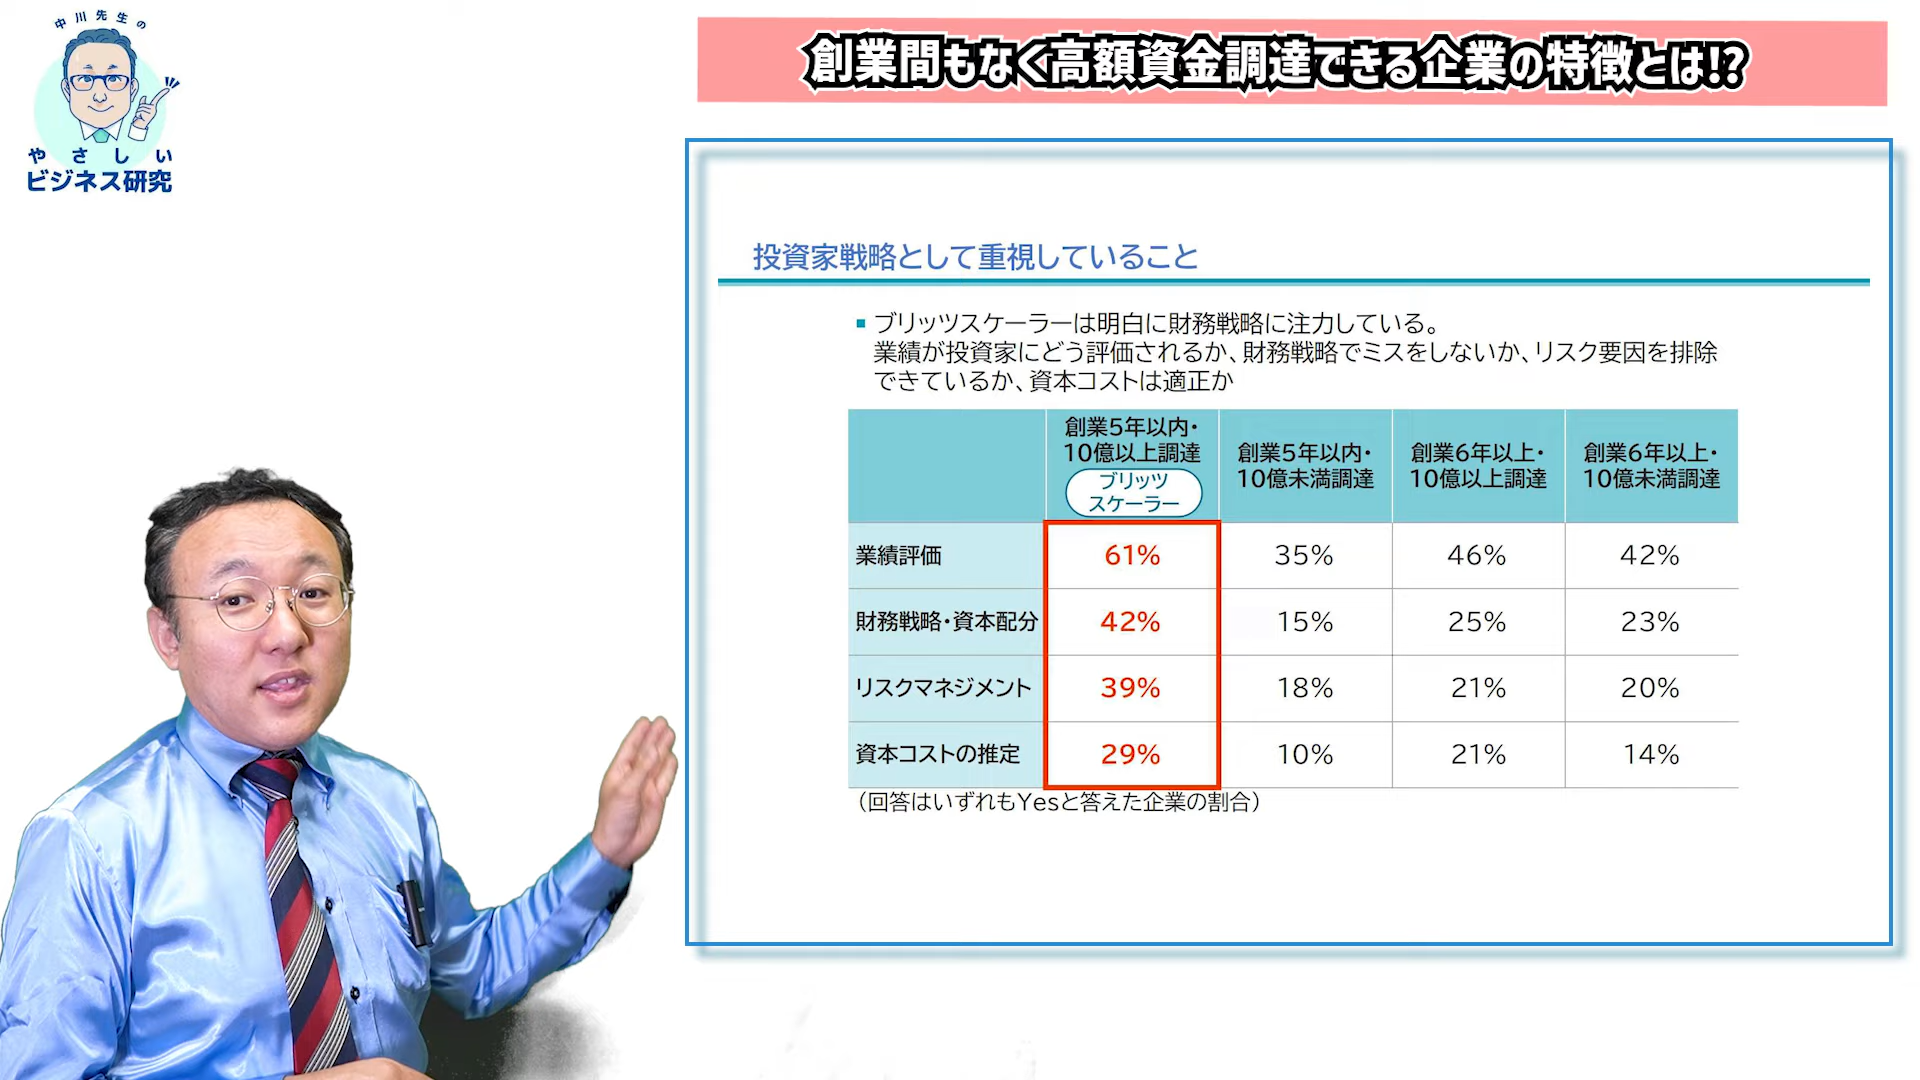 中川先生の
やさしい
ビジネス研究
創業間もなく高額資金調達できる企業の特徴とは!?
投資家戦略として重視していること
■ ブリッツスケーラーは明白に財務戦略に注力している。
業績が投資家にどう評価されるか、財務戦略でミスをしないか、リスク要因を排除
できているか、資本コストは適正か
創業5年以内・
10億以上調達
ブリッツ
スケーラー
創業5年以内・
10億未満調達
創業6年以上・
10億以上調達
創業6年以上・
10億未満調達
業績評価 61% 35% 46% 42%
財務戦略・資本配分 42% 15% 25% 23%
リスクマネジメント 39% 18% 21% 20%
資本コストの推定 29% 10% 21% 14%
（回答はいずれもYesと答えた企業の割合）